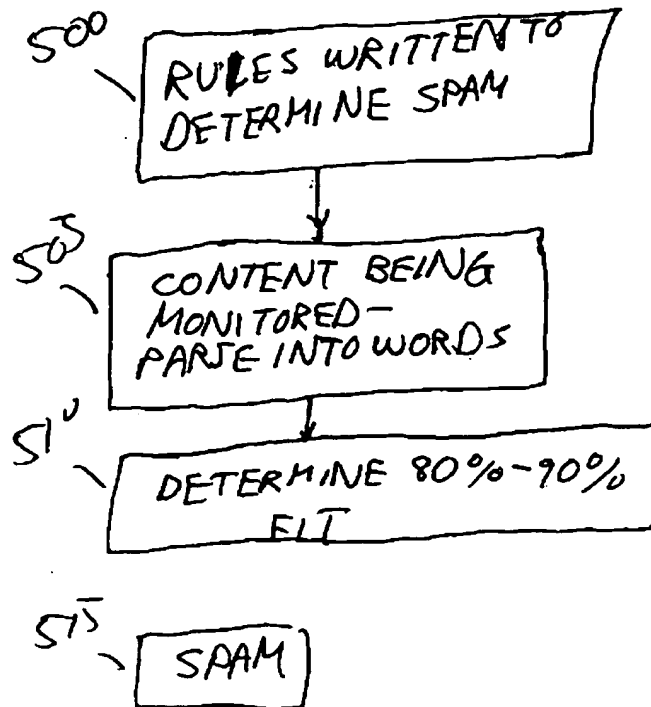 500
RULES WRITTEN TO
DETERMINE SPAM
505
CONTENT BEING
MONITORED-
PARSE INTO WORDS
510
DETERMINE 80%-90%
FIT
515
SPAM